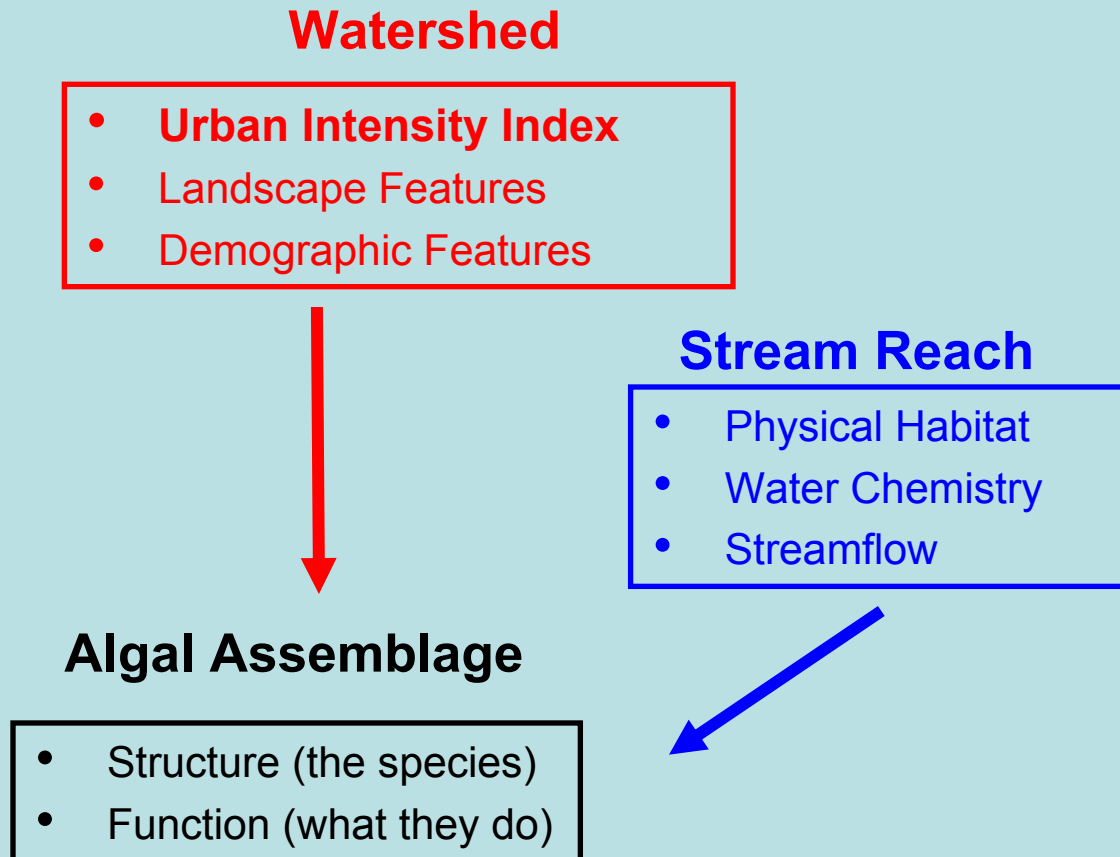 Watershed
• Urban Intensity Index
• Landscape Features
• Demographic Features
Stream Reach
• Physical Habitat
• Water Chemistry
• Streamflow
Algal Assemblage
• Structure (the species)
• Function (what they do)